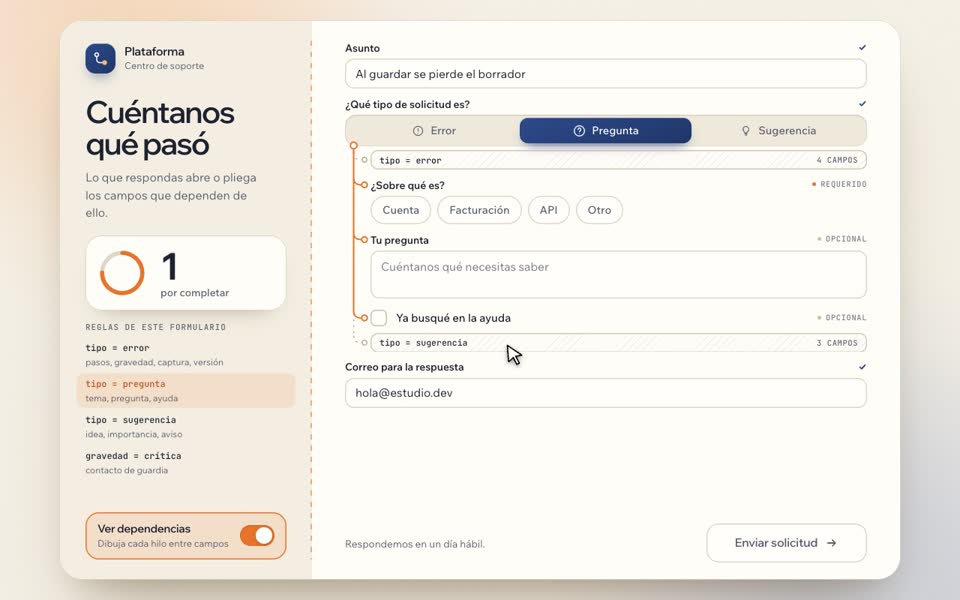 Plataforma
Centro de soporte
Cuéntanos
qué pasó
Lo que respondas abre o pliega
los campos que dependen de
ello.
1
por completar
REGLAS DE ESTE FORMULARIO
tipo = error
pasos, gravedad, captura, versión
tipo = pregunta
tema, pregunta, ayuda
tipo = sugerencia
idea, importancia, aviso
gravedad = crítica
contacto de guardia
Ver dependencias
Dibuja cada hilo entre campos
Asunto
Al guardar se pierde el borrador
¿Qué tipo de solicitud es?
Error
Pregunta
Sugerencia
tipo = error
4 CAMPOS
¿Sobre qué es?
REQUERIDO
Cuenta
Facturación
API
Otro
Tu pregunta
OPCIONAL
Cuéntanos qué necesitas saber
Ya busqué en la ayuda
OPCIONAL
tipo = sugerencia
3 CAMPOS
Correo para la respuesta
hola@estudio.dev
Respondemos en un día hábil.
Enviar solicitud